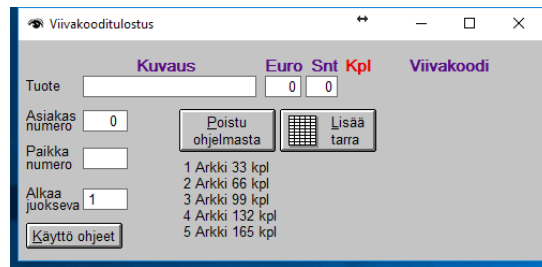 Viivakooditulostus
Kuvaus Euro Snt Kpl Viivakoodi
Tuote 0 0
Asiakas
numero 0
Poistu
ohjelmasta
Lisää
tarra
Paikka
numero
1 Arkki 33 kpl
2 Arkki 66 kpl
3 Arkki 99 kpl
4 Arkki 132 kpl
5 Arkki 165 kpl
Alkaa
juokseva 1
Käyttö ohjeet